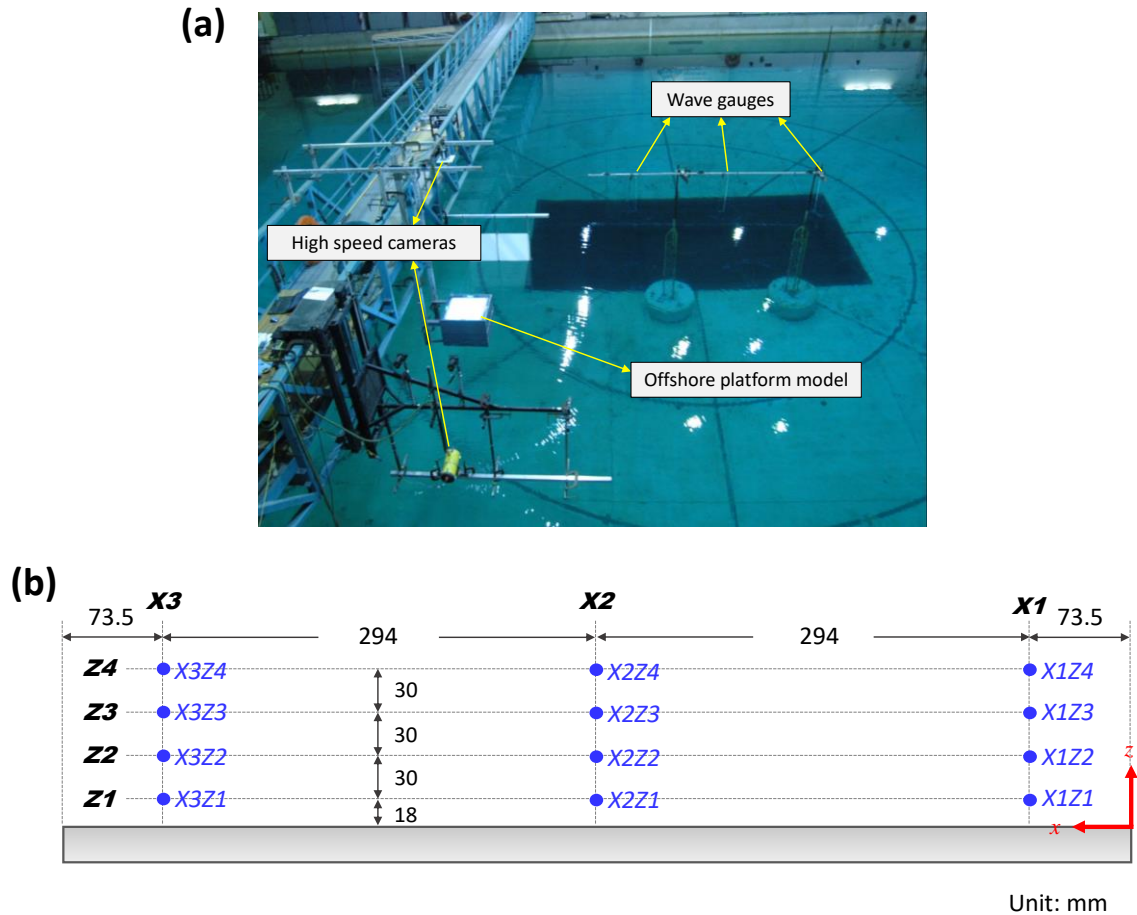 (a)
Wave gauges
High speed cameras
Offshore platform model
(b)
X3 X2 X1
73.5 294 294 73.5
Z4 X3Z4 X2Z4 X1Z4
30
Z3 X3Z3 X2Z3 X1Z3
30
Z2 X3Z2 X2Z2 X1Z2
z
30
Z1 X3Z1 X2Z1 X1Z1
18
x
Unit: mm